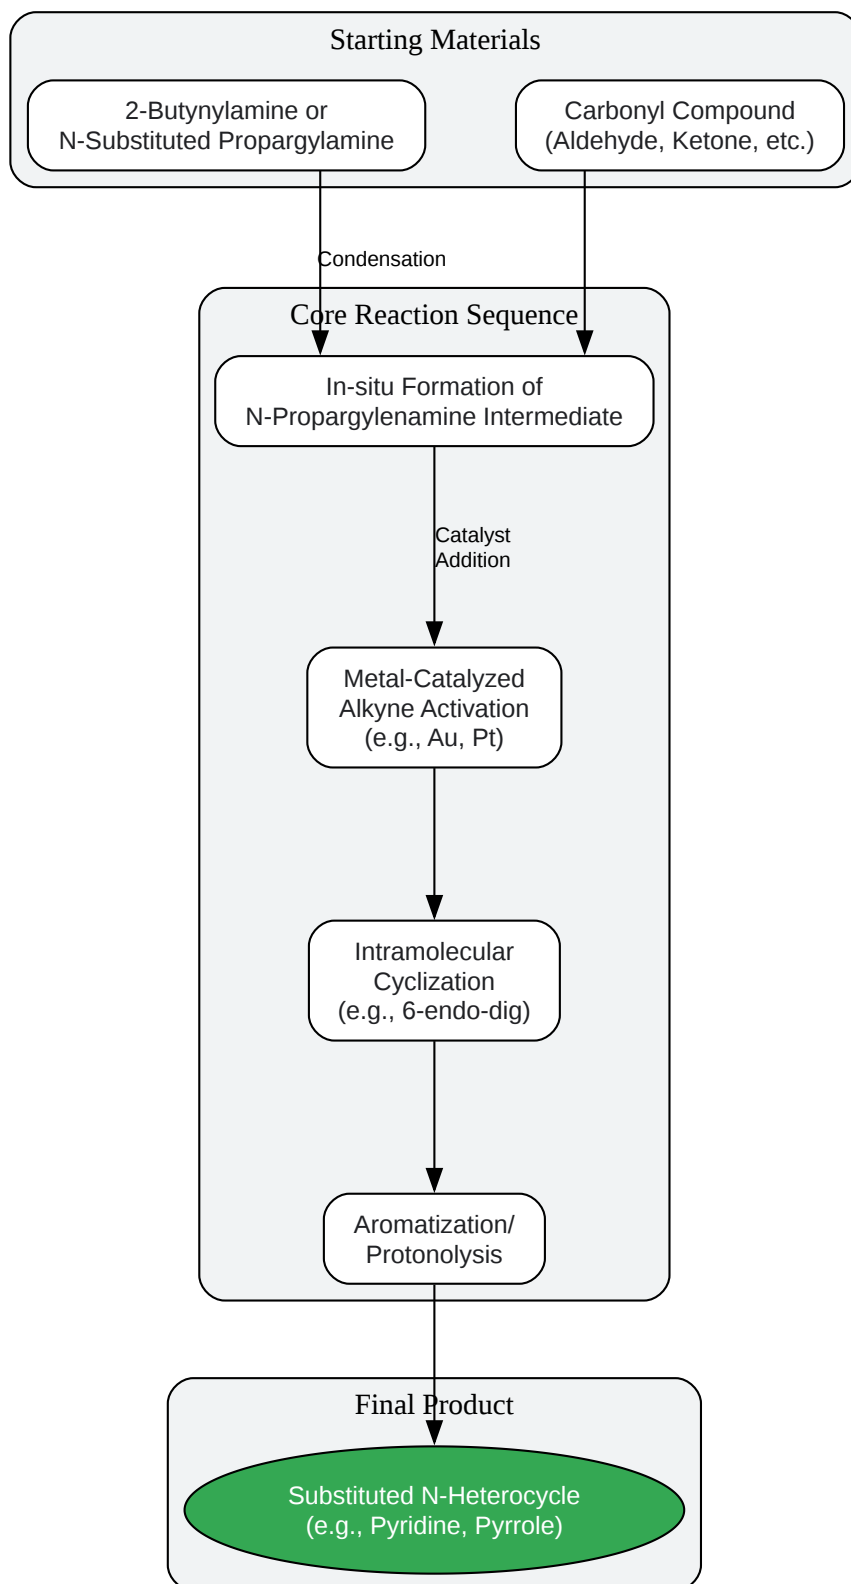 Starting Materials
2-Butynylamine or
N-Substituted Propargylamine
Carbonyl Compound
(Aldehyde, Ketone, etc.)
Condensation
Core Reaction Sequence
In-situ Formation of
N-Propargylenamine Intermediate
Catalyst
Addition
Metal-Catalyzed
Alkyne Activation
(e.g., Au, Pt)
Intramolecular
Cyclization
(e.g., 6-endo-dig)
Aromatization/
Protonolysis
Final Product
Substituted N-Heterocycle
(e.g., Pyridine, Pyrrole)